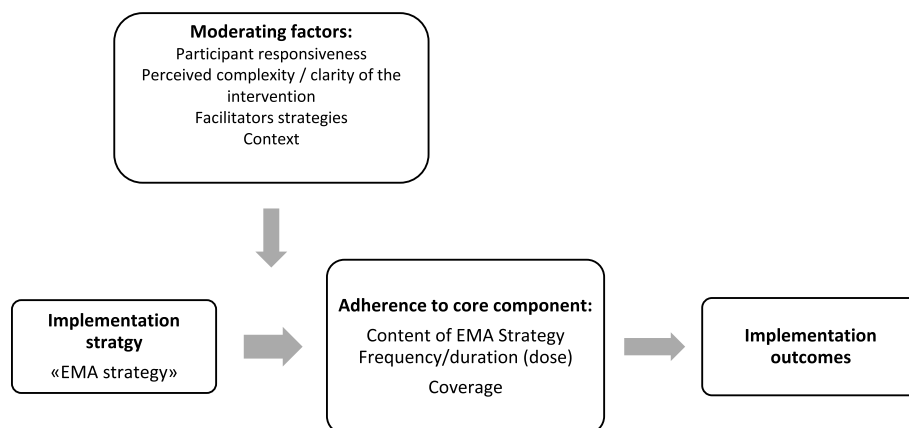 Moderating factors:
Participant responsiveness
Perceived complexity / clarity of the
intervention
Facilitators strategies
Context
Implementation
stratgy
«EMA strategy»
Adherence to core component:
Content of EMA Strategy
Frequency/duration (dose)
Coverage
Implementation
outcomes